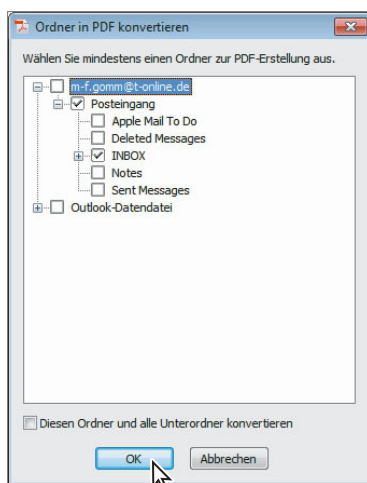 Ordner in PDF konvertieren
Wählen Sie mindestens einen Ordner zur PDF-Erstellung aus.
m-f.gomm@t-online.de
Posteingang
Apple Mail To Do
Deleted Messages
INBOX
Notes
Sent Messages
Outlook-Datendatei
Diesen Ordner und alle Unterordner konvertieren
OK Abbrechen